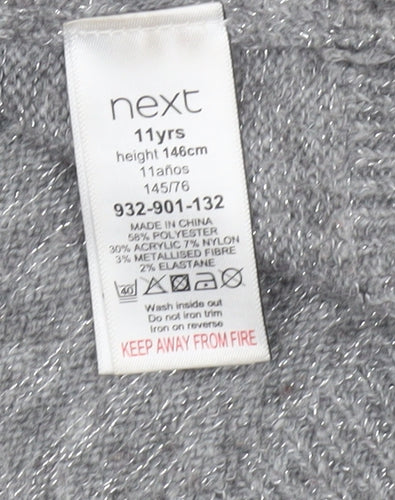 next
11yrs
height 146cm
11años
145/76
932-901-132
MADE IN CHINA
58% POLYESTER
30% ACRYLIC 7% NYLON
3% METALLISED FIBRE
2% ELASTANE
40
Wash inside out
Do not iron trim
Iron on reverse
KEEP AWAY FROM FIRE